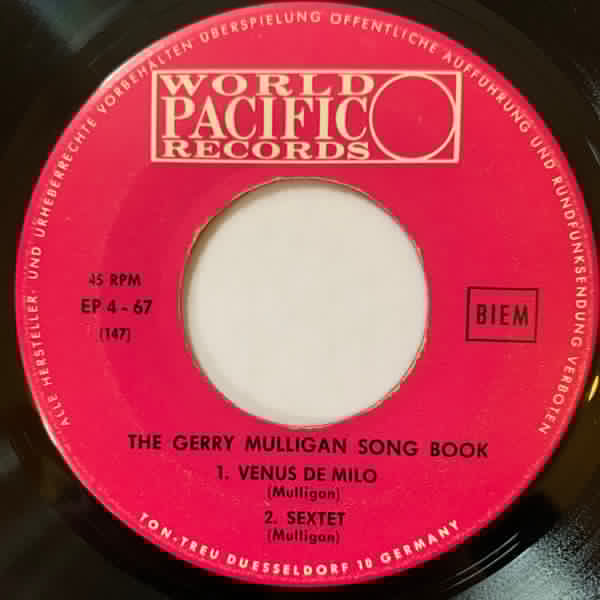 ALLE HERSTELLER- UND URHEBERRECHTE VORBEHALTEN ÜBERSPIELUNG ÖFFENTLICHE AUFFÜHRUNG UND RUNDFUNKSENDUNG VERBOTEN
WORLD
PACIFIC
RECORDS
45 RPM
EP 4-67
(147)
BIEM
THE GERRY MULLIGAN SONG BOOK
1. VENUS DE MILO
(Mulligan)
2. SEXTET
(Mulligan)
TON-TREU DUESSELDORF 10 GERMANY